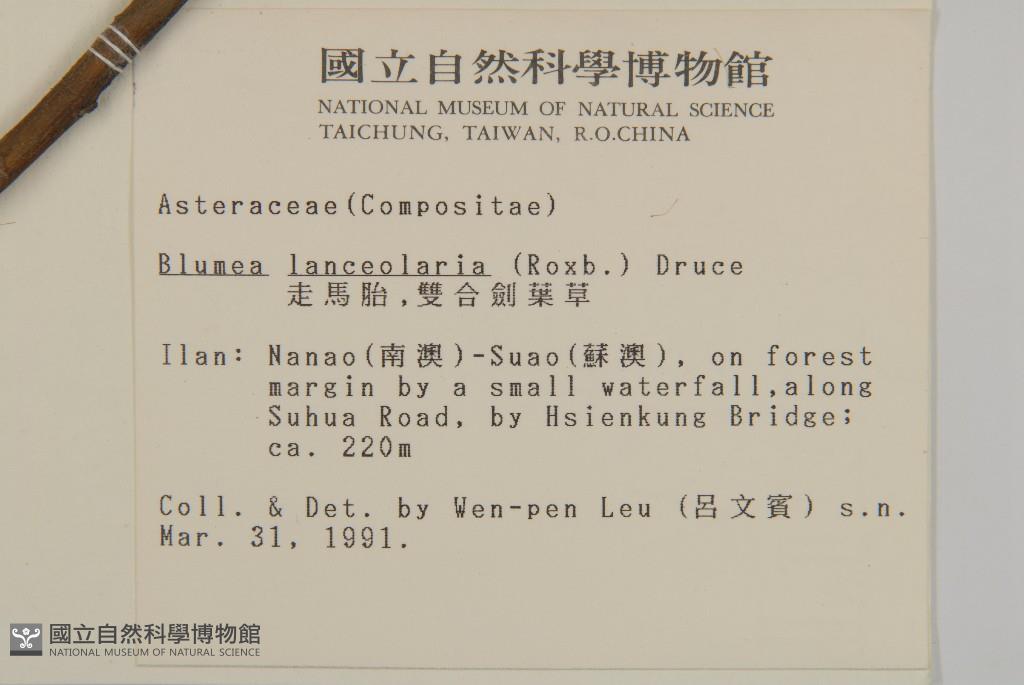 國立自然科學博物館
NATIONAL MUSEUM OF NATURAL SCIENCE
TAICHUNG, TAIWAN, R.O.CHINA
Asteraceae(Compositae)
Blumea lanceolaria (Roxb.) Druce
走馬胎,雙合劍葉草
Ilan: Nanao(南澳)-Suao(蘇澳), on forest
margin by a small waterfall,along
Suhua Road, by Hsienkung Bridge;
ca. 220m
Coll. & Det. by Wen-pen Leu (呂文賓) s.n.
Mar. 31, 1991.
國立自然科學博物館
NATIONAL MUSEUM OF NATURAL SCIENCE